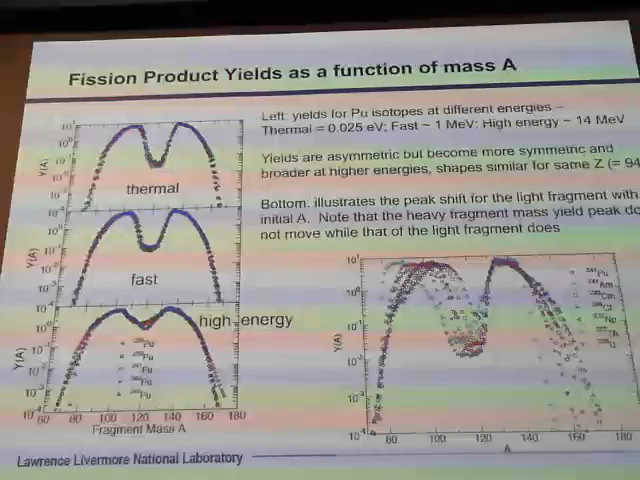 Fission Product Yields as a function of mass A
Left: yields for Pu isotopes at different energies –
Thermal = 0.025 eV; Fast ~ 1 MeV; High energy ~ 14 MeV
Yields are asymmetric but become more symmetric and
broader at higher energies, shapes similar for same Z (= 94
Bottom: illustrates the peak shift for the light fragment with
initial A. Note that the heavy fragment mass yield peak do
not move while that of the light fragment does
Y(A)
thermal
Y(A)
fast
Y(A)
high energy
60 80 100 120 140 160 180
Fragment Mass A
Y(A)
80 100 120 140 160 180
A
Lawrence Livermore National Laboratory